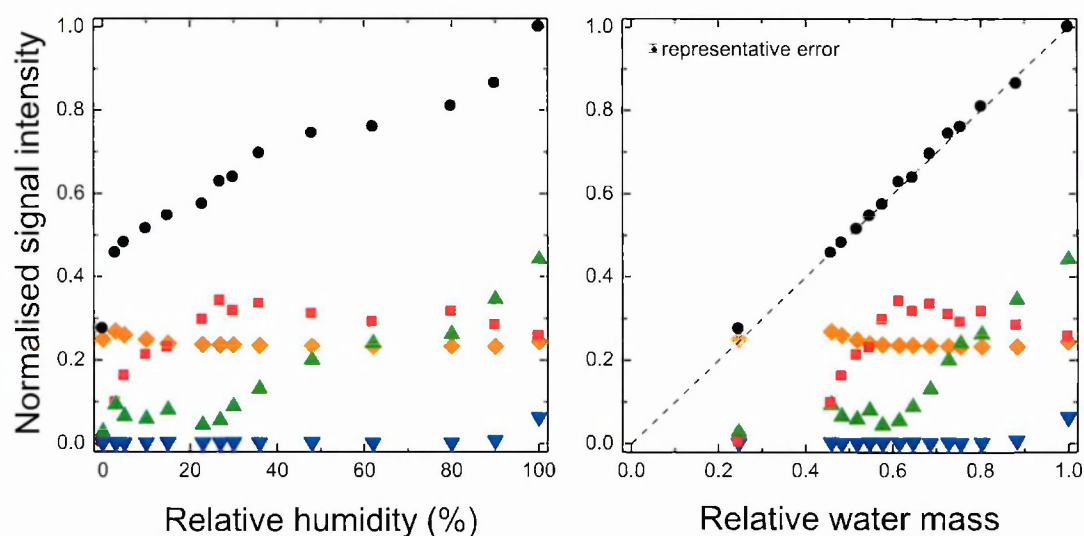 Normalised signal intensity
1.0
0.8
0.6
0.4
0.2
0.0
0 20 40 60 80 100
Relative humidity (%)
1.0
0.8
0.6
0.4
0.2
0.0
representative error
0.0 0.2 0.4 0.6 0.8 1.0
Relative water mass